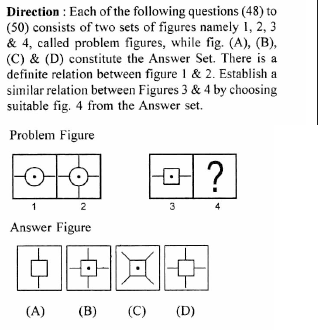 Direction : Each of the following questions (48) to
(50) consists of two sets of figures namely 1, 2, 3
& 4, called problem figures, while fig. (A), (B),
(C) & (D) constitute the Answer Set. There is a
definite relation between figure 1 & 2. Establish a
similar relation between Figures 3 & 4 by choosing
suitable fig. 4 from the Answer set.
Problem Figure
?
1 2 3 4
Answer Figure
(A) (B) (C) (D)